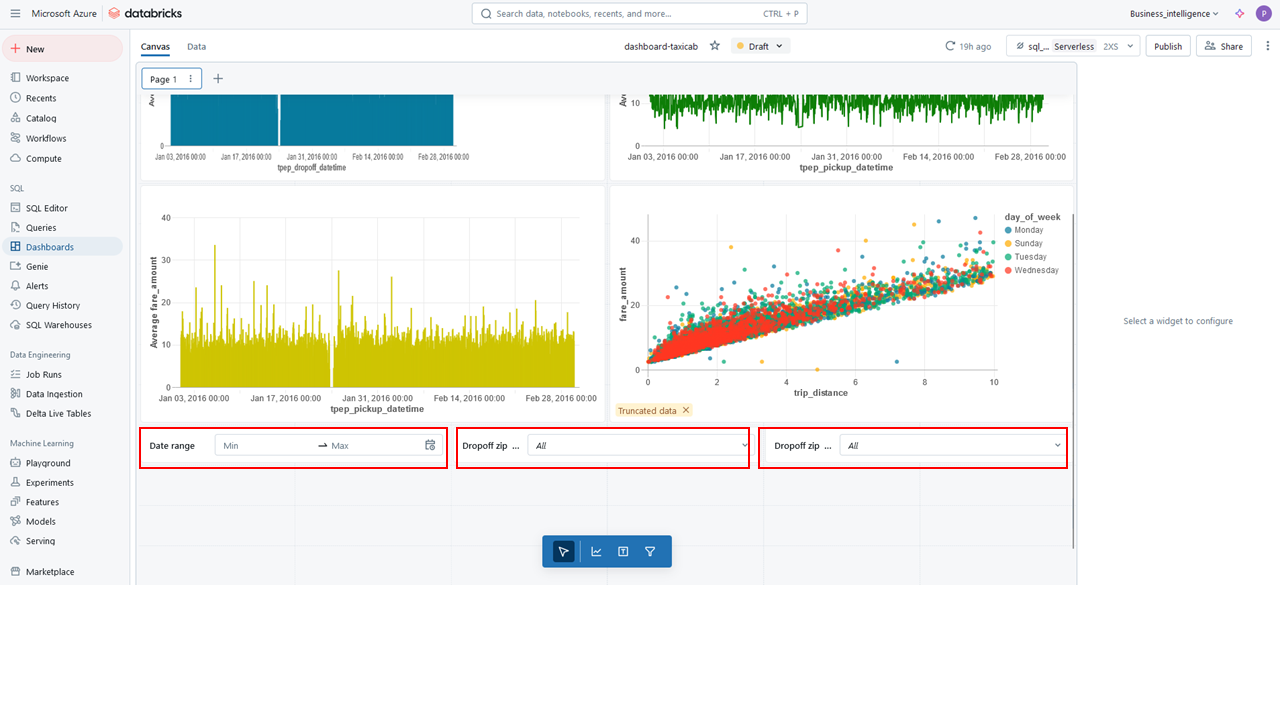 Microsoft Azure databricks Search data, notebooks, recents, and more... CTRL + P Business_intelligence P
New
Workspace
Recents
Catalog
Workflows
Compute
SQL
SQL Editor
Queries
Dashboards
Genie
Alerts
Query History
SQL Warehouses
Data Engineering
Job Runs
Data Ingestion
Delta Live Tables
Machine Learning
Playground
Experiments
Features
Models
Serving
Marketplace
Canvas Data dashboard-taxicab Draft 19h ago sql_... Serverless 2XS Publish Share
Page 1
0
Jan 03, 2016 00:00 Jan 17, 2016 00:00 Jan 31, 2016 00:00 Feb 14, 2016 00:00 Feb 28, 2016 00:00
tpep_dropoff_datetime
10
0
Jan 03, 2016 00:00 Jan 17, 2016 00:00 Jan 31, 2016 00:00 Feb 14, 2016 00:00 Feb 28, 2016 00:00
tpep_pickup_datetime
Average fare_amount
40
30
20
10
0
Jan 03, 2016 00:00 Jan 17, 2016 00:00 Jan 31, 2016 00:00 Feb 14, 2016 00:00 Feb 28, 2016 00:00
tpep_pickup_datetime
fare_amount
40
20
0
0 2 4 6 8 10
trip_distance
day_of_week
Monday
Sunday
Tuesday
Wednesday
Truncated data
Date range Min Max Dropoff zip ... All Dropoff zip ... All
Select a widget to configure